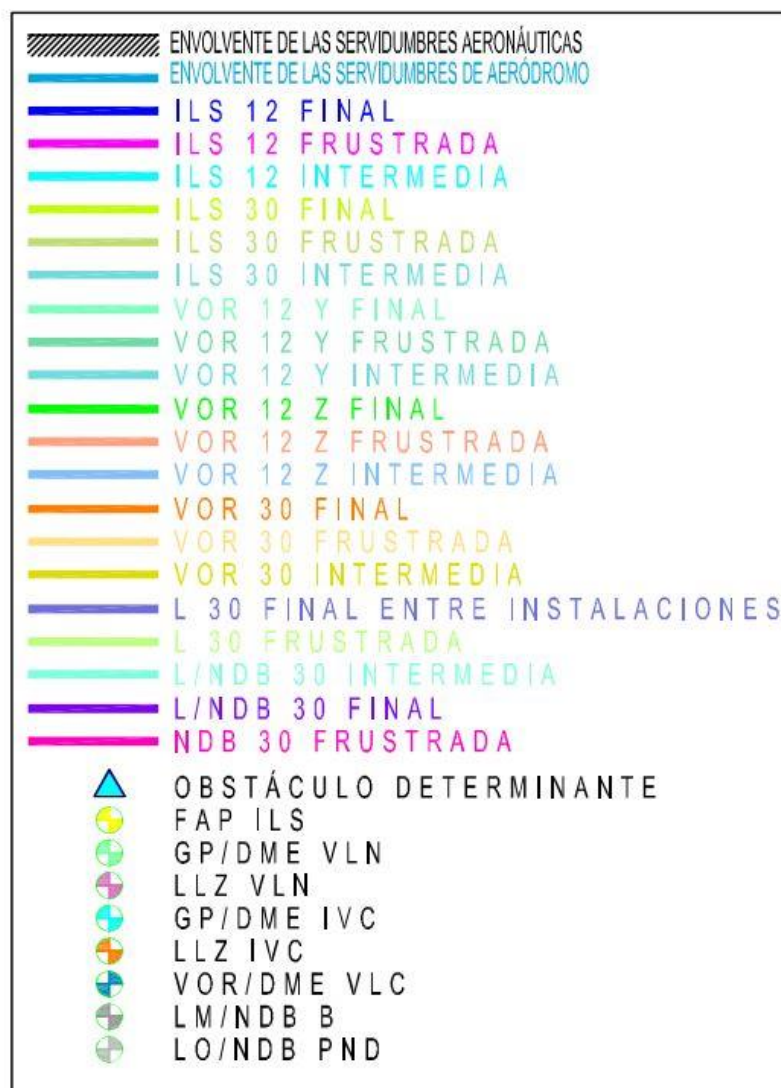 ENVOLVENTE DE LAS SERVIDUMBRES AERONÁUTICAS
ENVOLVENTE DE LAS SERVIDUMBRES DE AERÓDROMO
ILS 12 FINAL
ILS 12 FRUSTRADA
ILS 12 INTERMEDIA
ILS 30 FINAL
ILS 30 FRUSTRADA
ILS 30 INTERMEDIA
VOR 12 Y FINAL
VOR 12 Y FRUSTRADA
VOR 12 Y INTERMEDIA
VOR 12 Z FINAL
VOR 12 Z FRUSTRADA
VOR 12 Z INTERMEDIA
VOR 30 FINAL
VOR 30 FRUSTRADA
VOR 30 INTERMEDIA
L 30 FINAL ENTRE INSTALACIONES
L 30 FRUSTRADA
L/NDB 30 INTERMEDIA
L/NDB 30 FINAL
NDB 30 FRUSTRADA
OBSTÁCULO DETERMINANTE
FAP ILS
GP/DME VLN
LLZ VLN
GP/DME IVC
LLZ IVC
VOR/DME VLC
LM/NDB B
LO/NDB PND